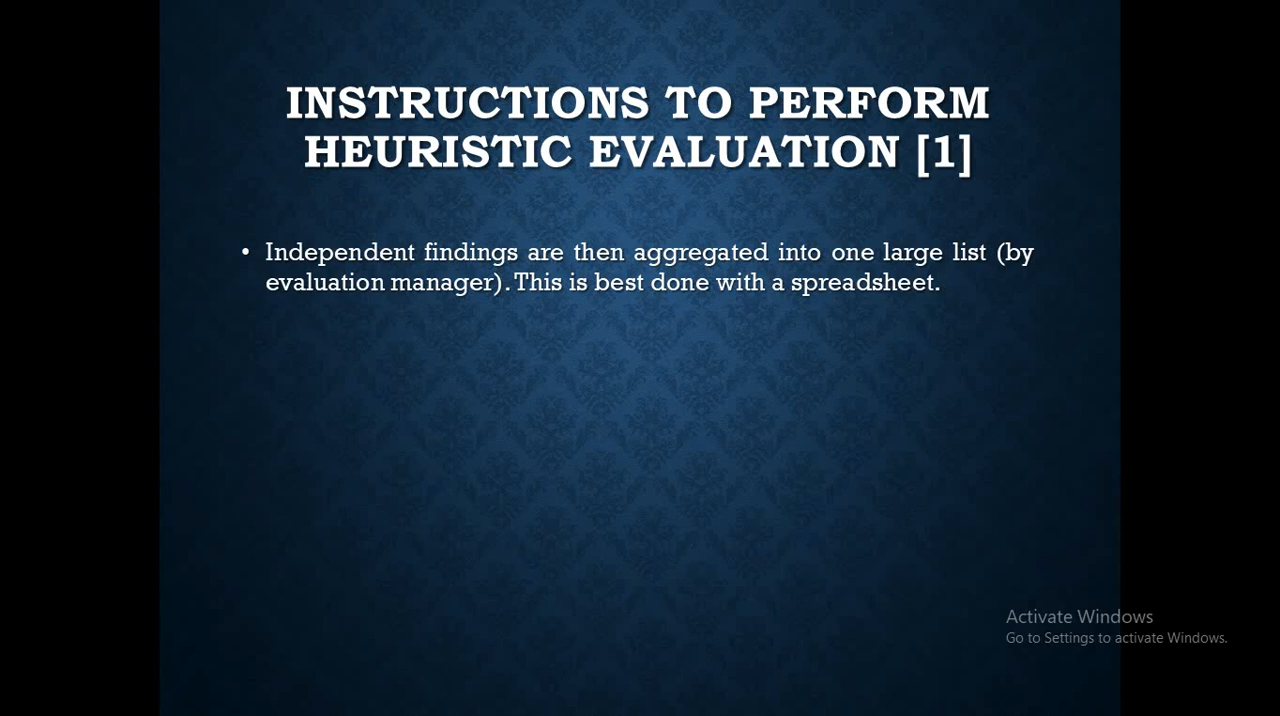 INSTRUCTIONS TO PERFORM
HEURISTIC EVALUATION [1]
• Independent findings are then aggregated into one large list (by
evaluation manager). This is best done with a spreadsheet.
Activate Windows
Go to Settings to activate Windows.